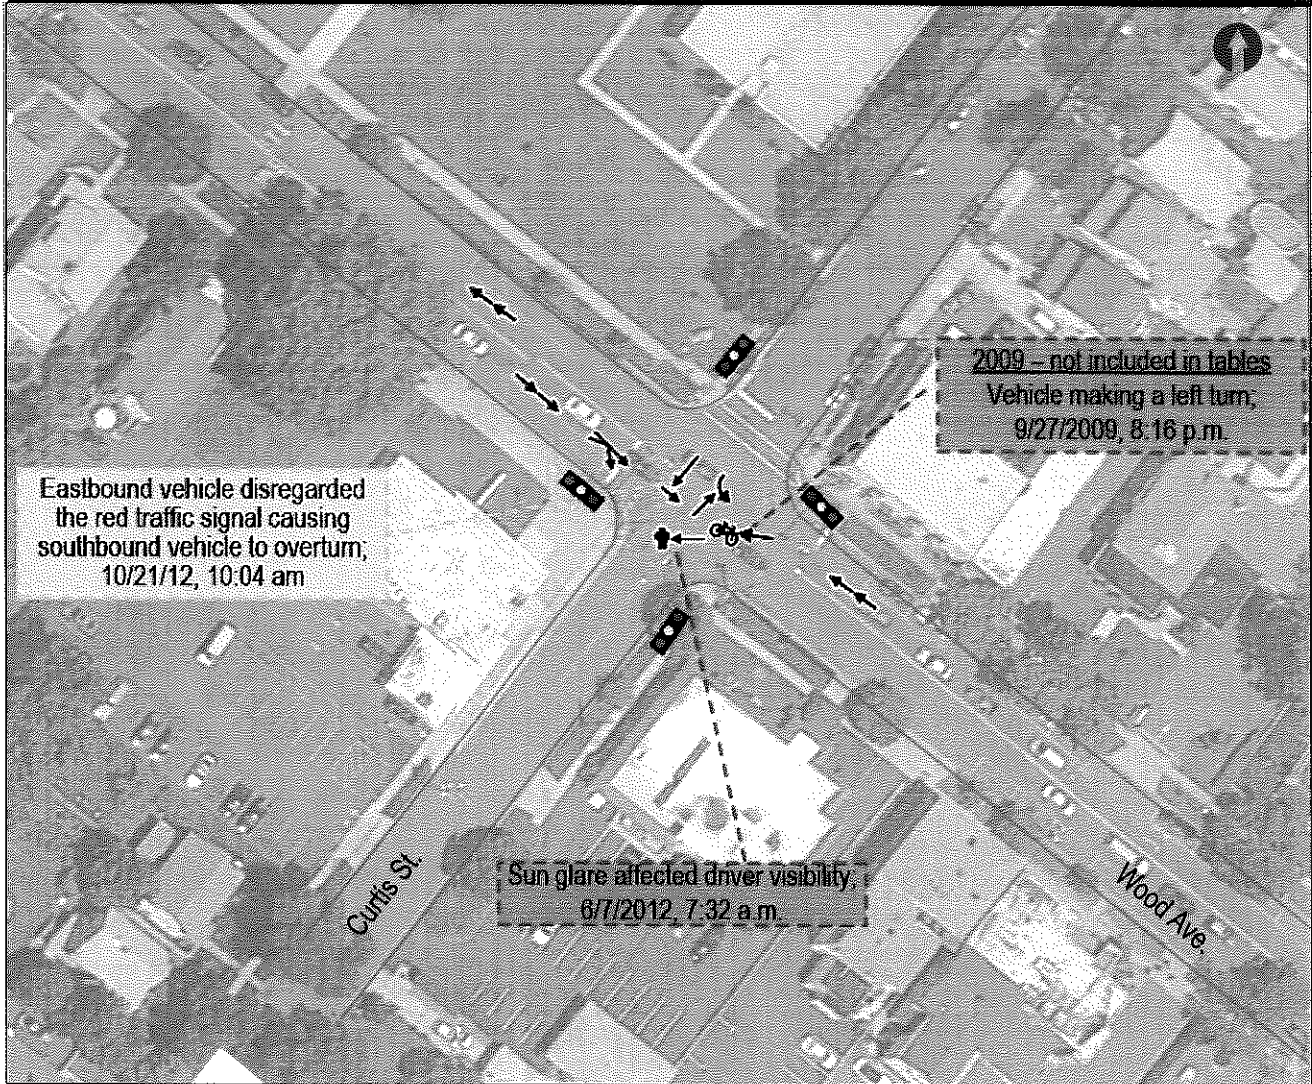 2009 – not included in tables
Vehicle making a left turn,
9/27/2009, 8:16 p.m.
Eastbound vehicle disregarded
the red traffic signal causing
southbound vehicle to overturn;
10/21/12, 10:04 am
Sun glare affected driver visibility,
6/7/2012, 7:32 a.m.
Curtis St.
Wood Ave.